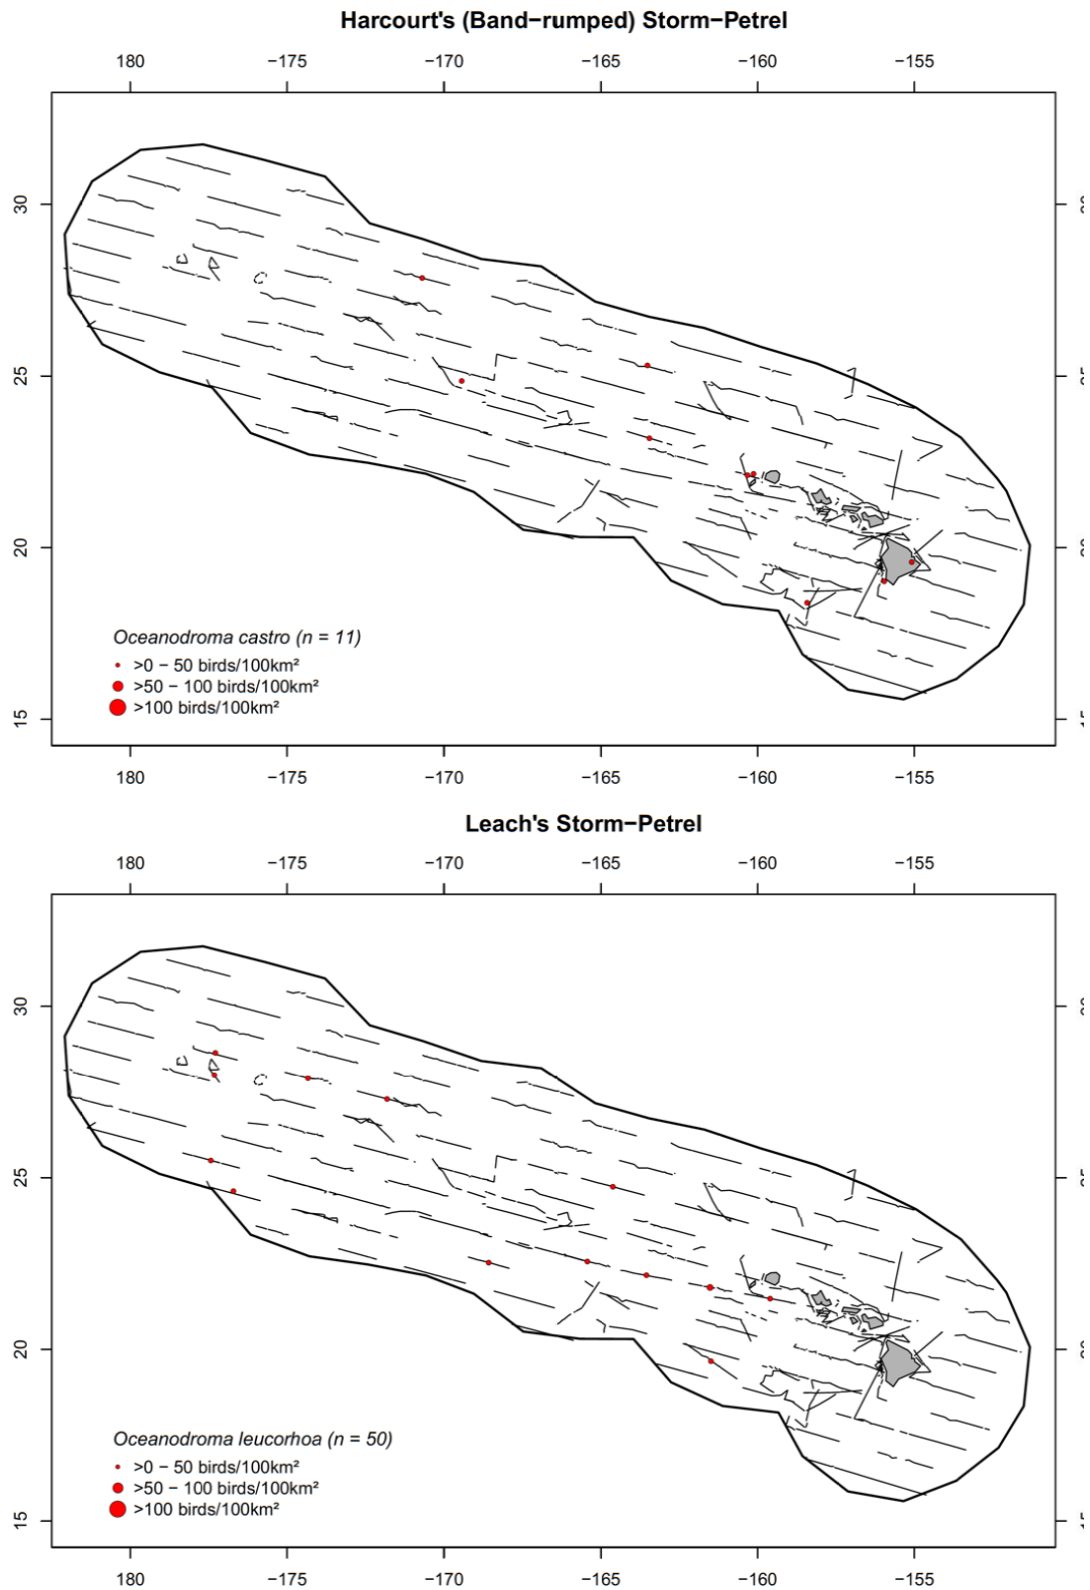 Harcourt's (Band−rumped) Storm−Petrel
180 −175 −170 −165 −160 −155
30
25
20
15
Oceanodroma castro (n = 11)
>0 − 50 birds/100km²
>50 − 100 birds/100km²
>100 birds/100km²
180 −175 −170 −165 −160 −155
Leach's Storm−Petrel
180 −175 −170 −165 −160 −155
30
25
20
15
Oceanodroma leucorhoa (n = 50)
>0 − 50 birds/100km²
>50 − 100 birds/100km²
>100 birds/100km²
180 −175 −170 −165 −160 −155